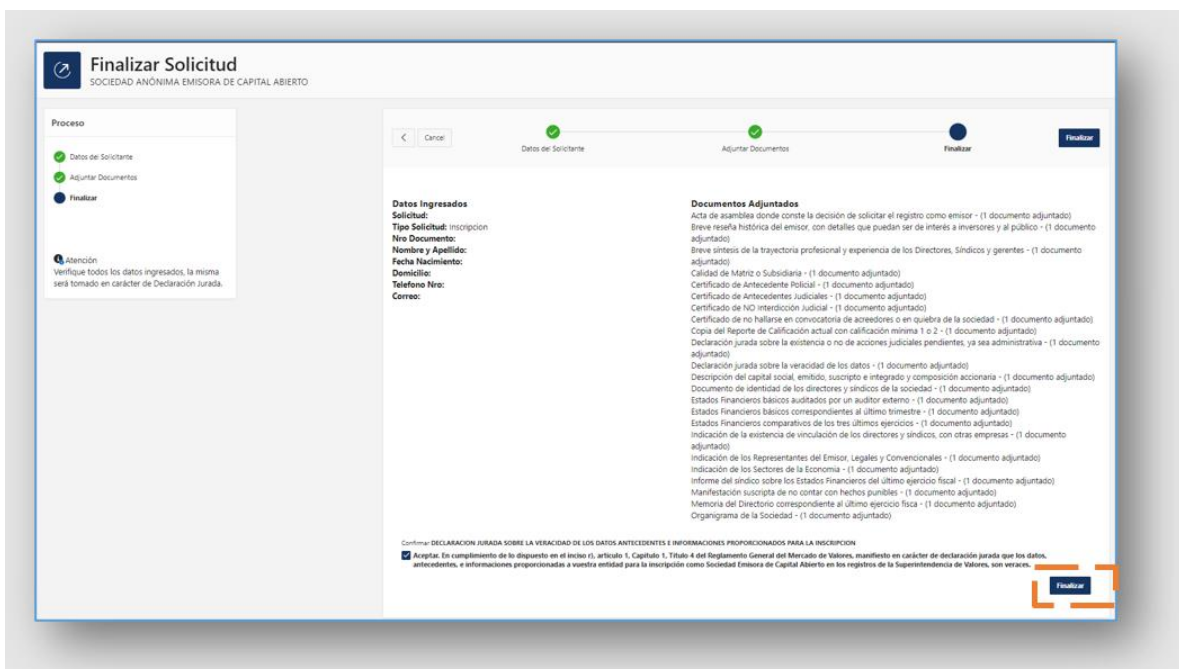 Finalizar Solicitud
SOCIEDAD ANÓNIMA EMISORA DE CAPITAL ABIERTO
Proceso
Datos del Solicitante
Adjuntar Documentos
Finalizar
Atención
Verifique todos los datos ingresados, la misma
será tomado en carácter de Declaración Jurada.
Cancel
Datos del Solicitante
Adjuntar Documentos
Finalizar
Finalizar
Datos Ingresados
Solicitud:
Tipo Solicitud: Inscripcion
Nro Documento:
Nombre y Apellido:
Fecha Nacimiento:
Domicilio:
Telefono Nro:
Correo:
Documentos Adjuntados
Acta de asamblea donde conste la decisión de solicitar el registro como emisor - (1 documento adjuntado)
Breve reseña histórica del emisor, con detalles que puedan ser de interés a inversores y al público - (1 documento
adjuntado)
Breve síntesis de la trayectoria profesional y experiencia de los Directores, Síndicos y gerentes - (1 documento
adjuntado)
Calidad de Matriz o Subsidiaria - (1 documento adjuntado)
Certificado de Antecedente Policial - (1 documento adjuntado)
Certificado de Antecedentes Judiciales - (1 documento adjuntado)
Certificado de NO Interdicción Judicial - (1 documento adjuntado)
Certificado de no hallarse en convocatoria de acreedores o en quiebra de la sociedad - (1 documento adjuntado)
Copia del Reporte de Calificación actual con calificación mínima 1 o 2 - (1 documento adjuntado)
Declaración jurada sobre la existencia o no de acciones judiciales pendientes, ya sea administrativa - (1 documento
adjuntado)
Declaración jurada sobre la veracidad de los datos - (1 documento adjuntado)
Descripción del capital social, emitido, suscripto e integrado y composición accionaria - (1 documento adjuntado)
Documento de identidad de los directores y síndicos de la sociedad - (1 documento adjuntado)
Estados Financieros básicos auditados por un auditor externo - (1 documento adjuntado)
Estados Financieros básicos correspondientes al último trimestre - (1 documento adjuntado)
Estados Financieros comparativos de los tres últimos ejercicios - (1 documento adjuntado)
Indicación de la existencia de vinculación de los directores y síndicos, con otras empresas - (1 documento
adjuntado)
Indicación de los Representantes del Emisor, Legales y Convencionales - (1 documento adjuntado)
Indicación de los Sectores de la Economia - (1 documento adjuntado)
Informe del síndico sobre los Estados Financieros del último ejercicio fiscal - (1 documento adjuntado)
Manifestación suscripta de no contar con hechos punibles - (1 documento adjuntado)
Memoria del Directorio correspondiente al último ejercicio fisca - (1 documento adjuntado)
Organigrama de la Sociedad - (1 documento adjuntado)
Confirmar DECLARACION JURADA SOBRE LA VERACIDAD DE LOS DATOS ANTECEDENTES E INFORMACIONES PROPORCIONADOS PARA LA INSCRIPCION
Aceptar. En cumplimiento de lo dispuesto en el inciso r), articulo 1, Capítulo 1, Título 4 del Reglamento General del Mercado de Valores, manifiesto en carácter de declaración jurada que los datos,
antecedentes, e informaciones proporcionadas a vuestra entidad para la inscripción como Sociedad Emisora de Capital Abierto en los registros de la Superintendencia de Valores, son veraces.
Finalizar